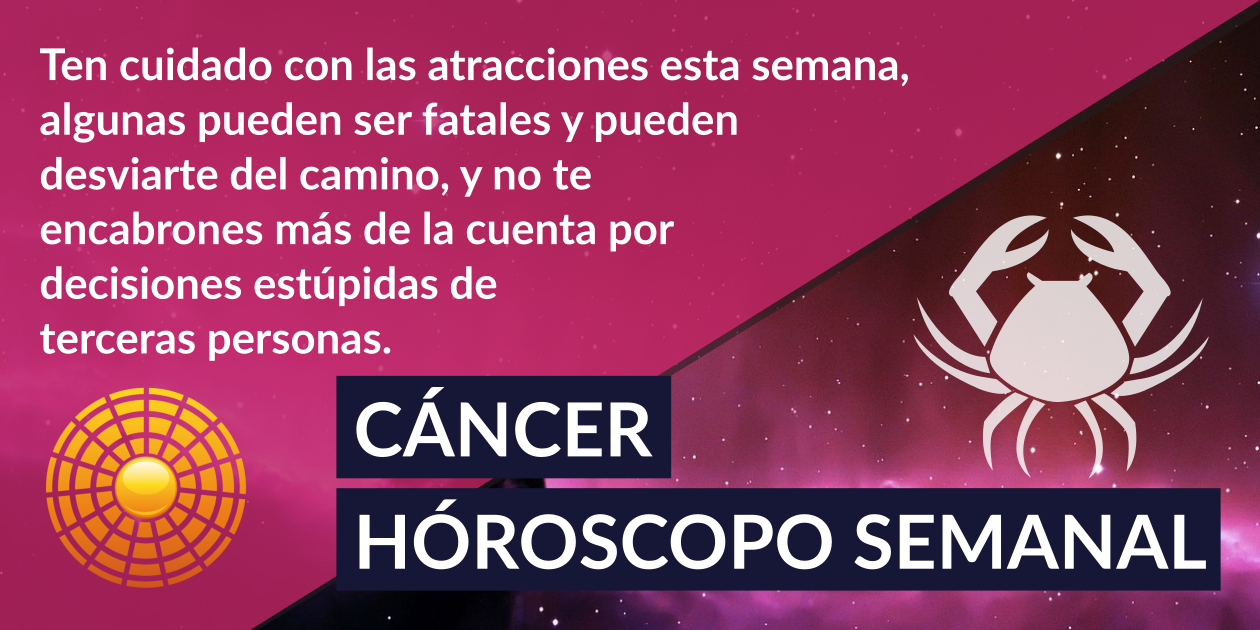 Ten cuidado con las atracciones esta semana,
algunas pueden ser fatales y pueden
desviarte del camino, y no te
encabrones más de la cuenta por
decisiones estúpidas de
terceras personas.
CÁNCER
HÓROSCOPO SEMANAL